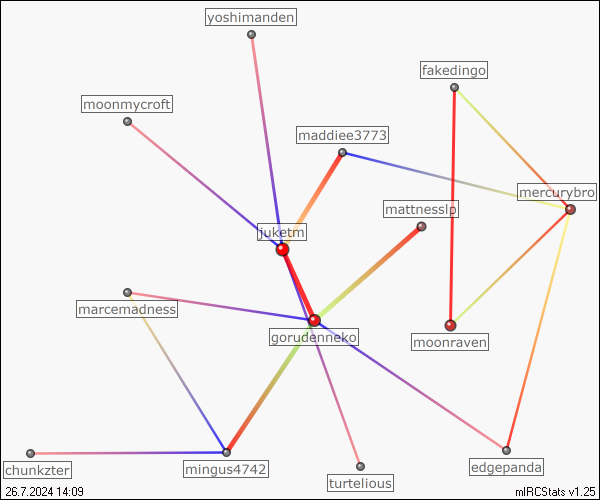 yoshimanden
fakedingo
moonmycroft
maddiee3773
mercurybro
mattnesslp
juketm
marcemadness
gorudenneko
moonraven
chunkzter
mingus4742
edgepanda
turtelious
26.7.2024 14:09
mIRCStats v1.25